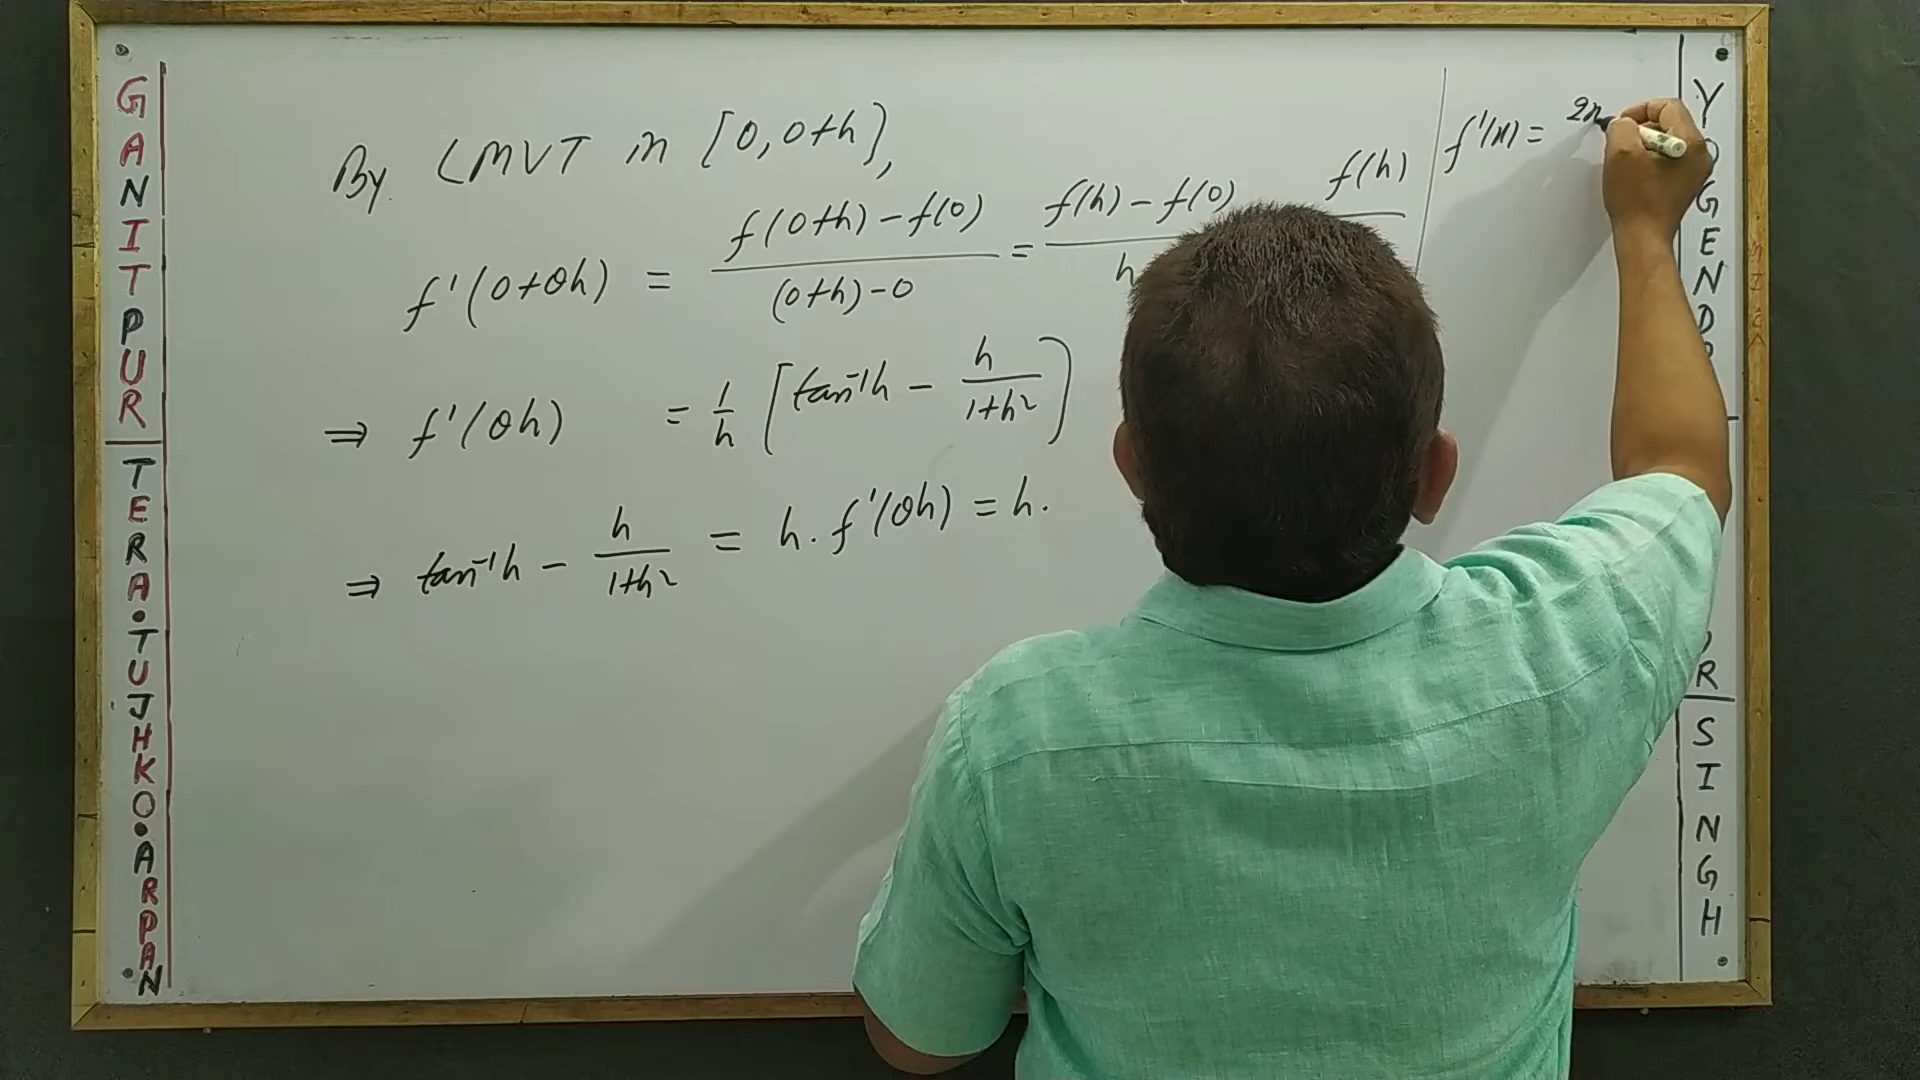 GANITPUR
TERA.TUJHKO.ARPAN
By LMVT in [0, 0+h],
f'(0+θh) = f(0+h) - f(0) / (0+h) - 0 = f(h) - f(0) / h f(h)
⇒ f'(θh) = 1/h [tan⁻¹h - h/1+h²]
⇒ tan⁻¹h - h/1+h² = h. f'(θh) = h.
f'(x) = 2x
SINGH